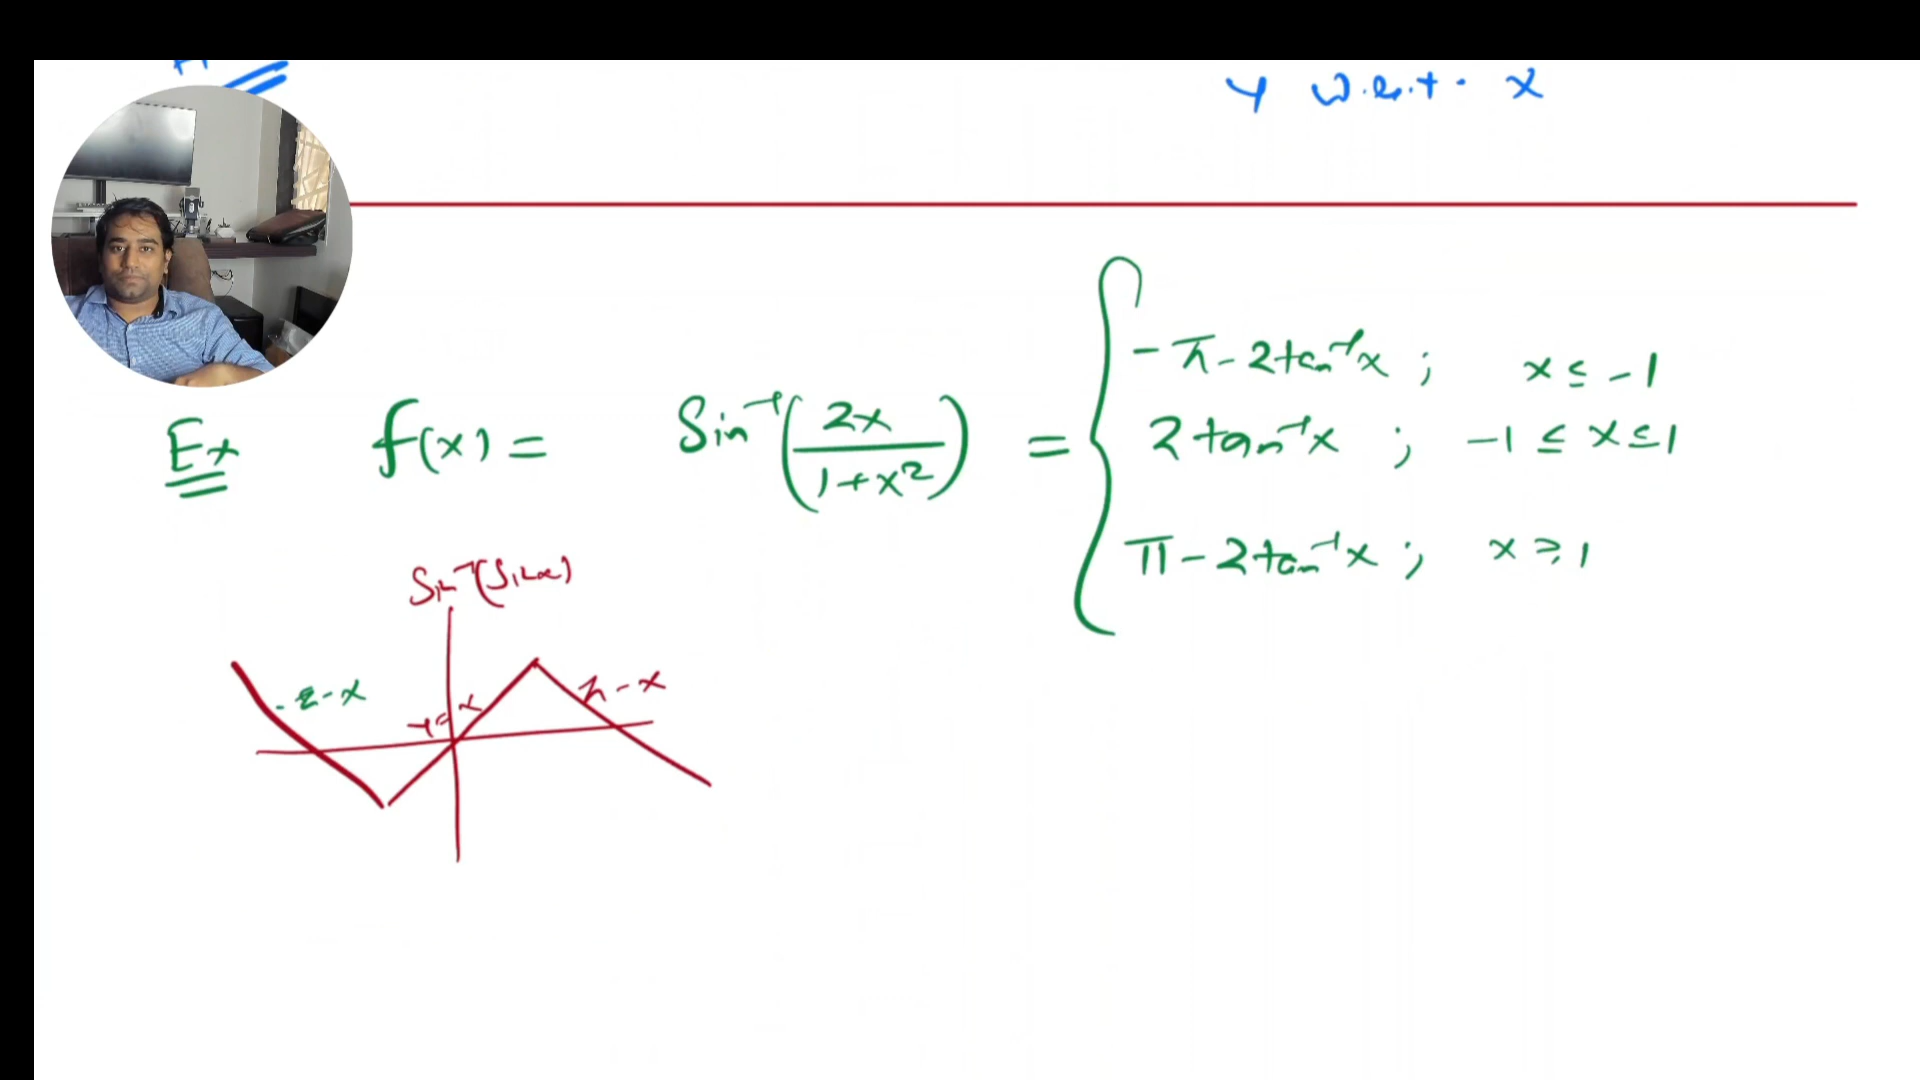 y w.r.t. x
-π - 2tan⁻¹x ; x ≤ -1
Ex f(x) = Sin⁻¹(2x/(1+x²)) = { 2tan⁻¹x ; -1 ≤ x ≤ 1
π - 2tan⁻¹x ; x ≥ 1
Sin⁻¹(Sinx)
-π-x
y=x
π-x